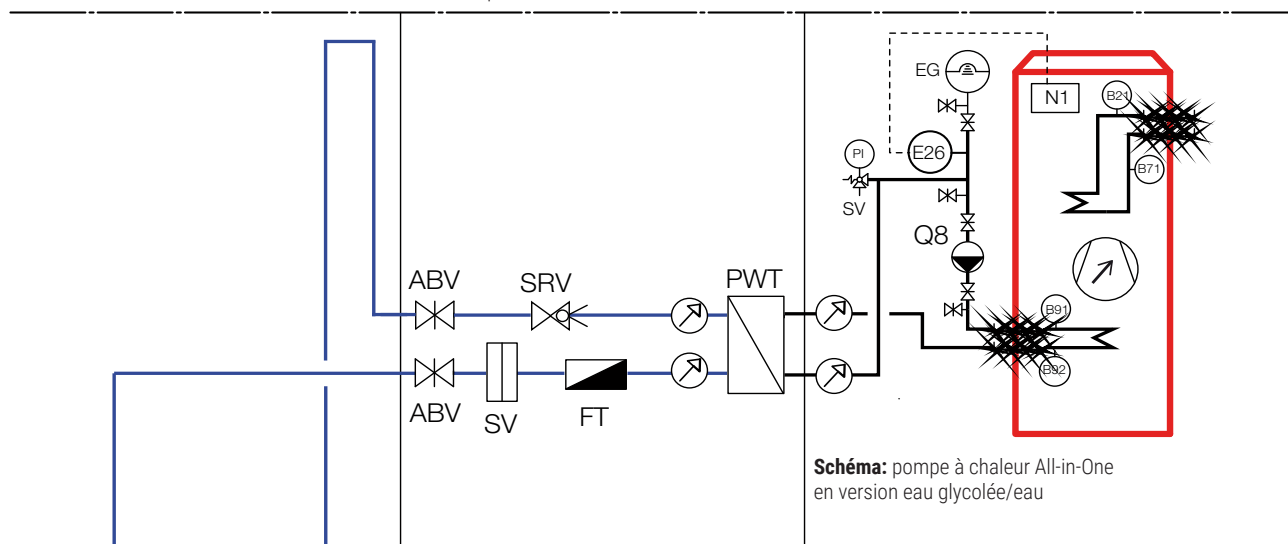 EG
N1
B21
PI
E26
B71
SV
Q8
ABV
SRV
PWT
B91
B92
ABV
SV
FT
Schéma: pompe à chaleur All-in-One
en version eau glycolée/eau